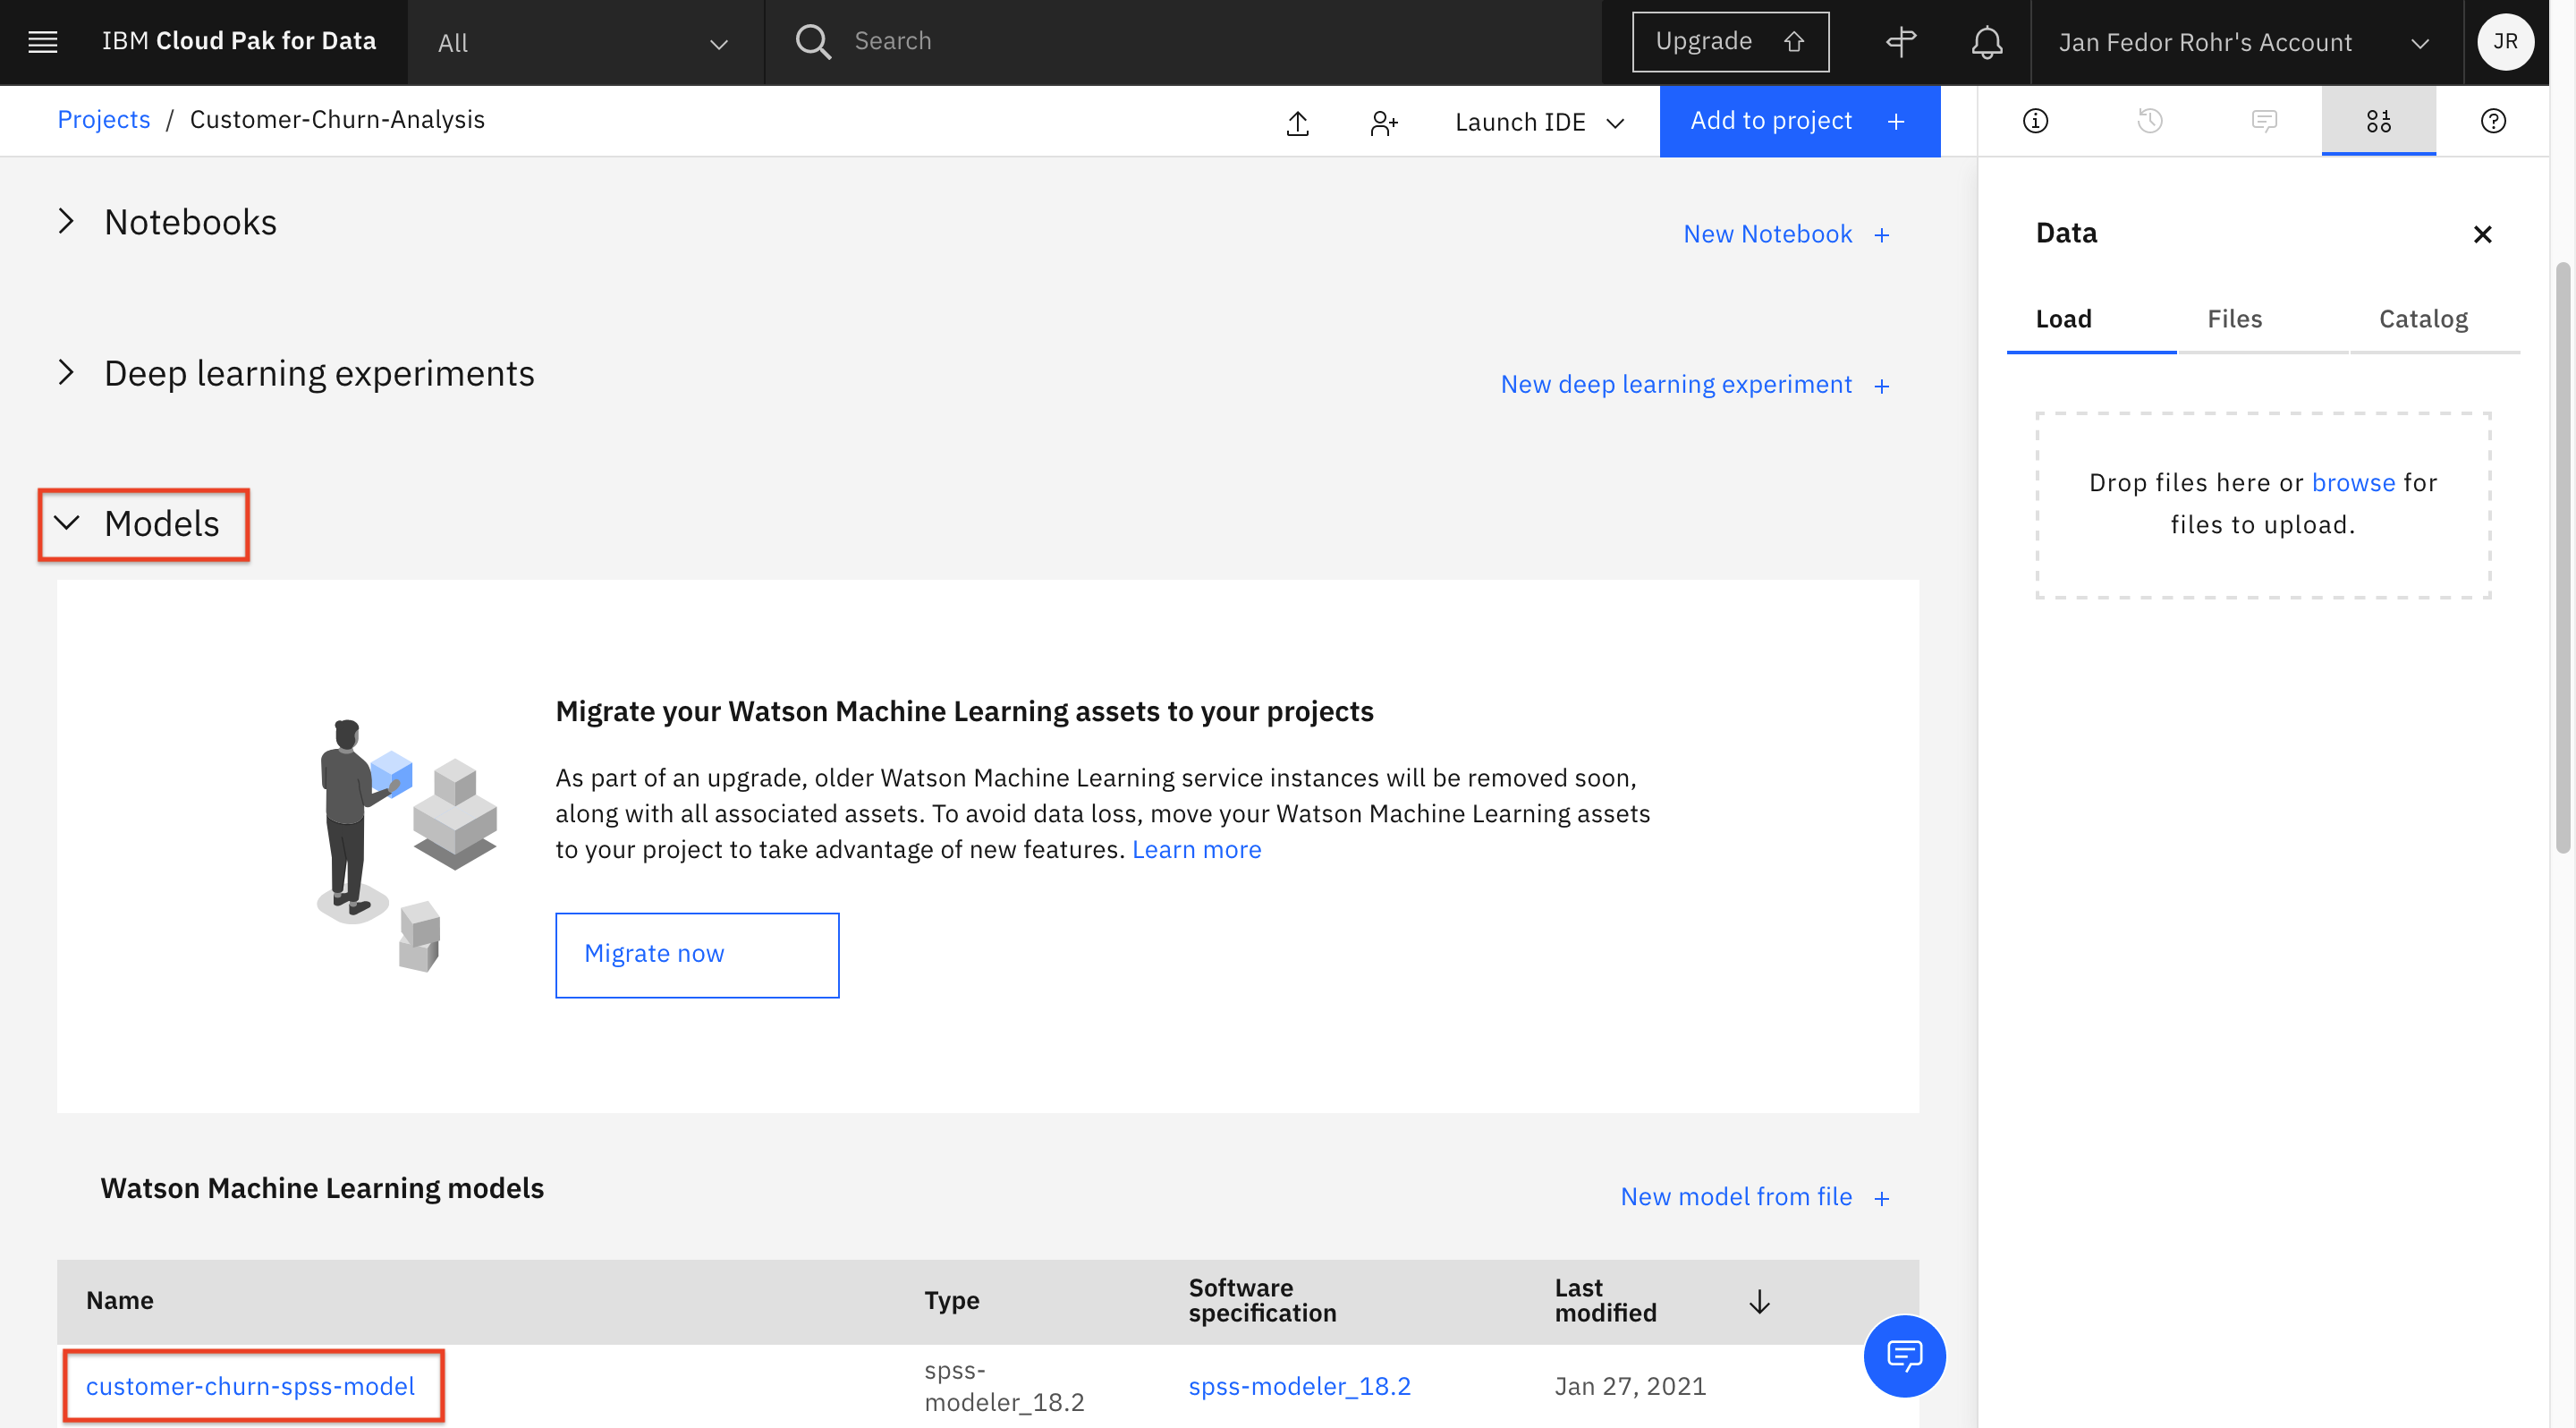 IBM Cloud Pak for Data
All
Search
Upgrade
Jan Fedor Rohr's Account
JR
Projects / Customer-Churn-Analysis
Launch IDE
Add to project +
Notebooks
New Notebook +
Deep learning experiments
New deep learning experiment +
Models
Migrate your Watson Machine Learning assets to your projects
As part of an upgrade, older Watson Machine Learning service instances will be removed soon,
along with all associated assets. To avoid data loss, move your Watson Machine Learning assets
to your project to take advantage of new features. Learn more
Migrate now
Watson Machine Learning models
New model from file +
Name
Type
Software
specification
Last
modified
customer-churn-spss-model
spss-
modeler_18.2
spss-modeler_18.2
Jan 27, 2021
Data
Load
Files
Catalog
Drop files here or browse for
files to upload.